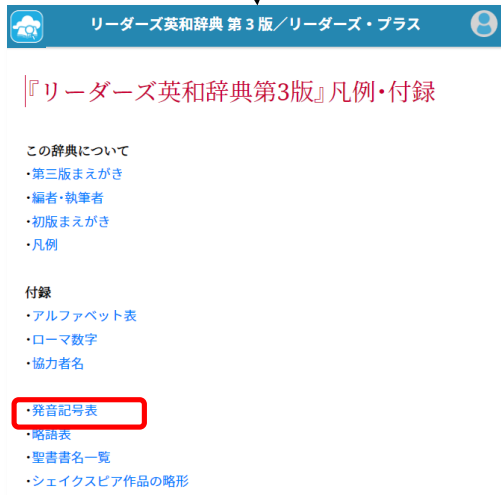 リーダーズ英和辞典 第3版／リーダーズ・プラス
『リーダーズ英和辞典第3版』凡例・付録
この辞典について
・第三版まえがき
・編者・執筆者
・初版まえがき
・凡例
付録
・アルファベット表
・ローマ数字
・協力者名
・発音記号表
・略語表
・聖書書名一覧
・シェイクスピア作品の略形